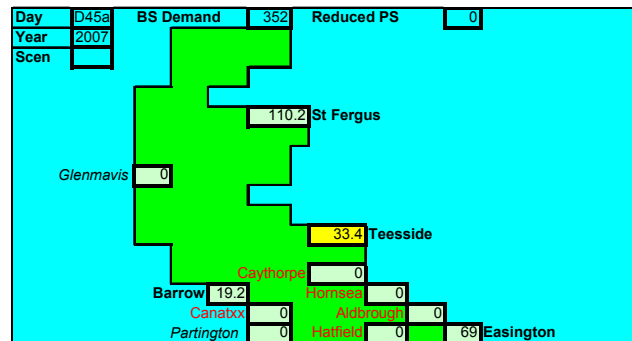 Day D45a BS Demand 352 Reduced PS 0
Year 2007
Scen
110.2 St Fergus
Glenmavis 0
33.4 Teesside
Caythorpe 0
Barrow 19.2 Hornsea 0
Canatxx 0 Aldbrough 0
Partington 0 Hatfield 0 69 Easington